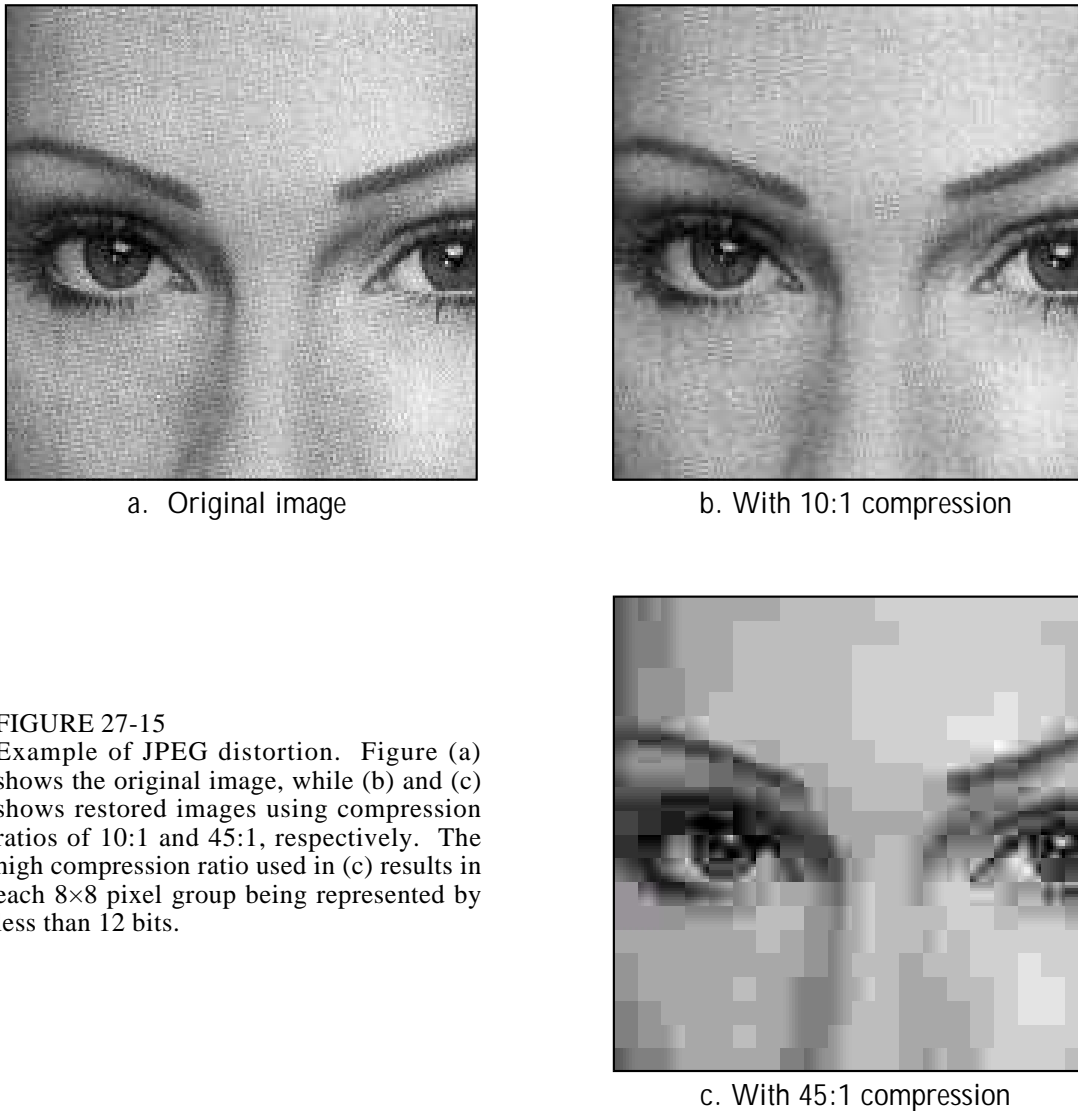 a. Original image
b. With 10:1 compression
FIGURE 27-15
Example of JPEG distortion. Figure (a)
shows the original image, while (b) and (c)
shows restored images using compression
ratios of 10:1 and 45:1, respectively. The
high compression ratio used in (c) results in
each 8×8 pixel group being represented by
less than 12 bits.
c. With 45:1 compression